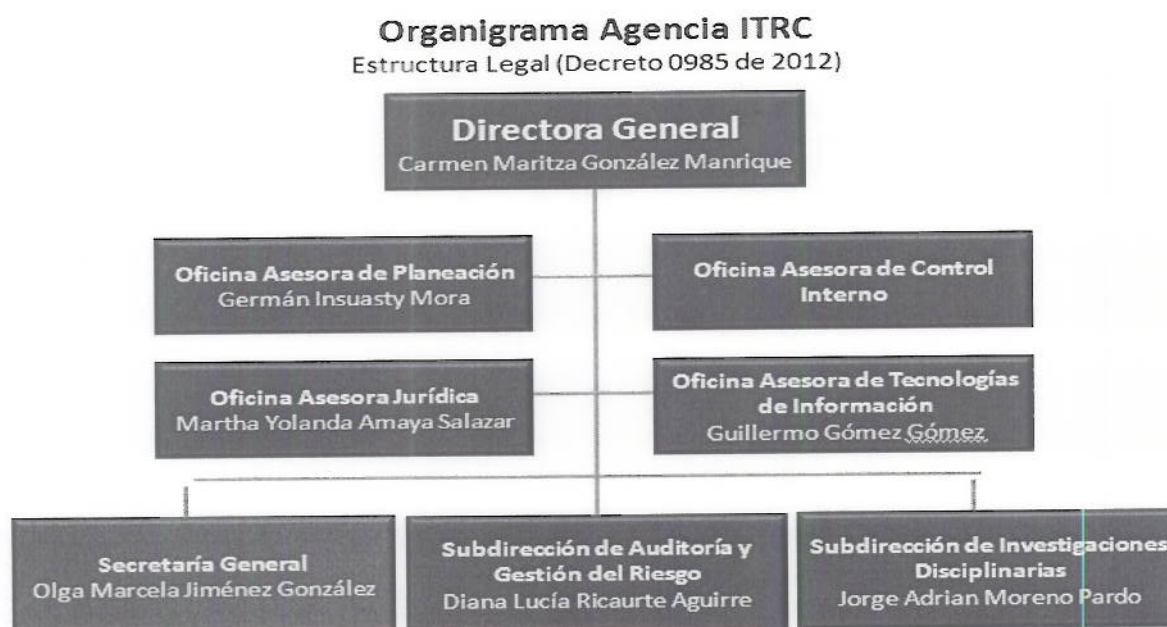 Organigrama Agencia ITRC
Estructura Legal (Decreto 0985 de 2012)
Directora General
Carmen Maritza González Manrique
Oficina Asesora de Planeación
Germán Insuasty Mora
Oficina Asesora de Control
Interno
Oficina Asesora Jurídica
Martha Yolanda Amaya Salazar
Oficina Asesora de Tecnologías
de Información
Guillermo Gómez Gómez
Secretaría General
Olga Marcela Jiménez González
Subdirección de Auditoría y
Gestión del Riesgo
Diana Lucía Ricaurte Aguirre
Subdirección de Investigaciones
Disciplinarias
Jorge Adrian Moreno Pardo